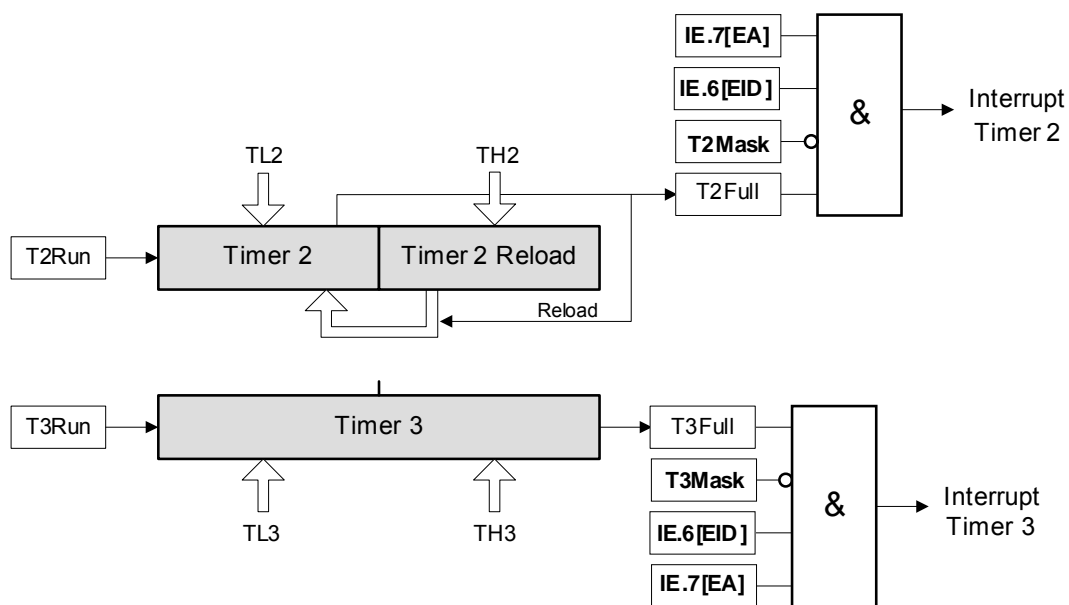 IE.7[EA]
IE.6[EID]
T2Mask
T2Full
&
Interrupt
Timer 2
TL2
TH2
T2Run
Timer 2
Timer 2 Reload
Reload
T3Run
Timer 3
TL3
TH3
T3Full
T3Mask
IE.6[EID]
IE.7[EA]
&
Interrupt
Timer 3